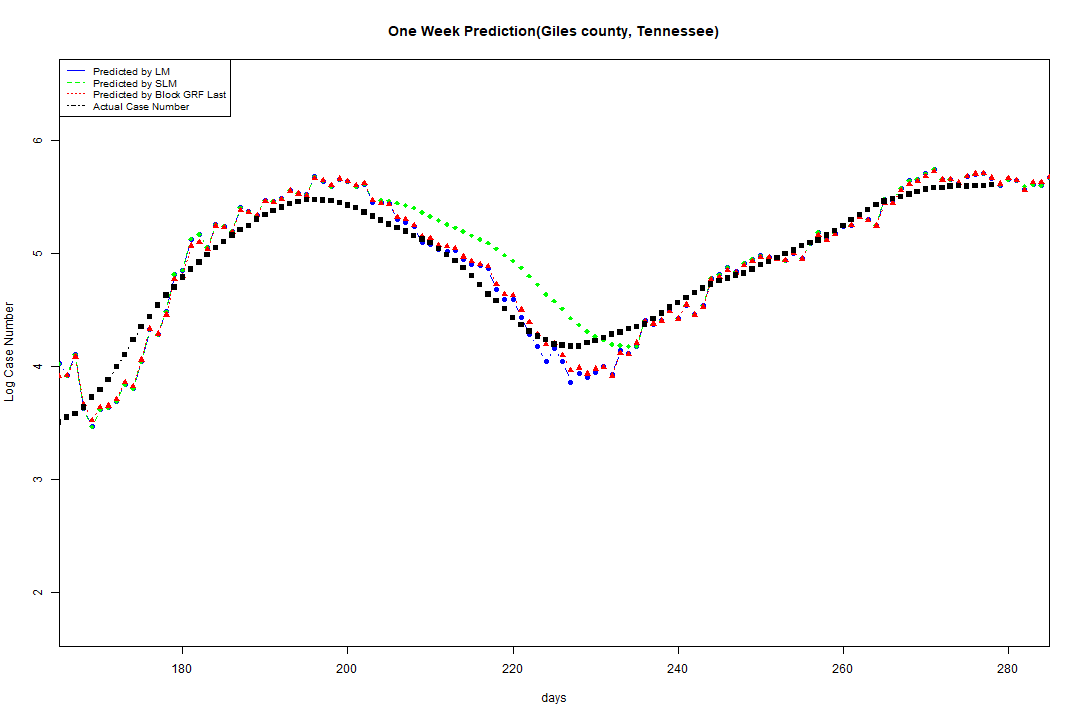 One Week Prediction(Giles county, Tennessee)
Predicted by LM
Predicted by SLM
Predicted by Block GRF Last
Actual Case Number
Log Case Number
6
5
4
3
2
180 200 220 240 260 280
days